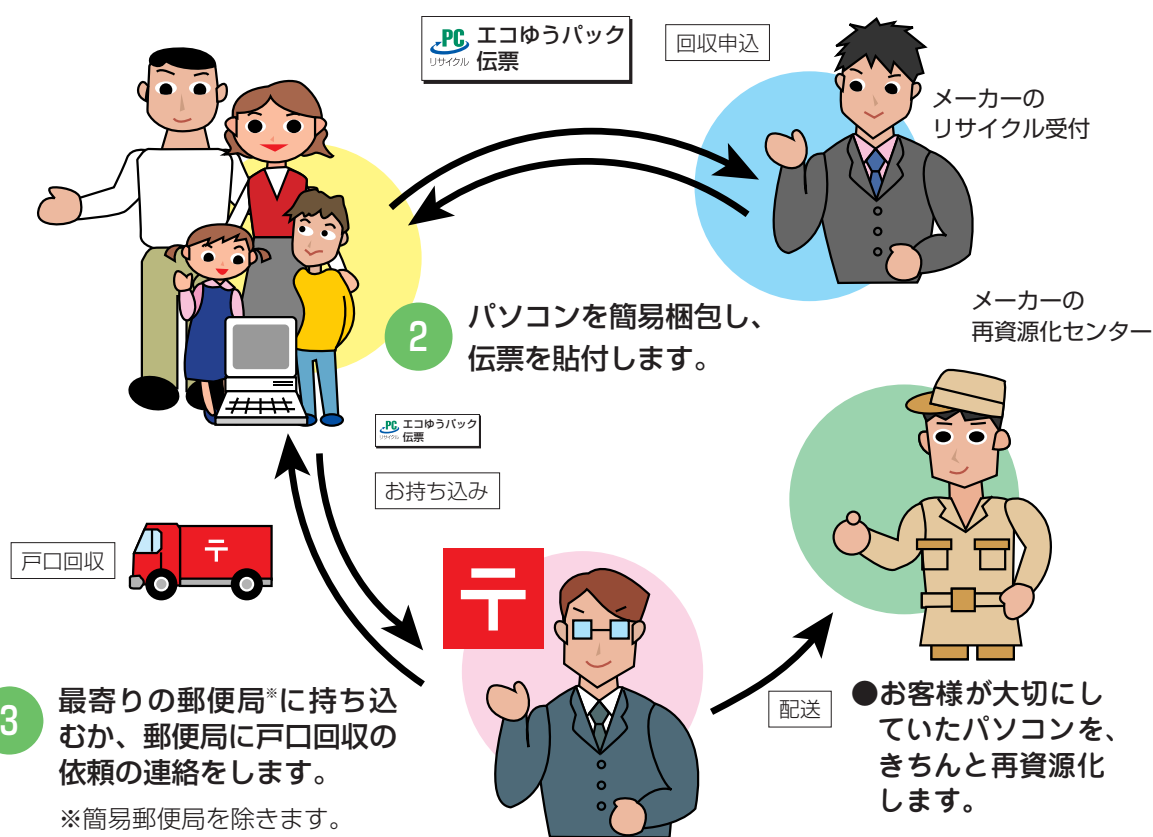 PC
リサイクル
エコゆうパック
伝票
回収申込
メーカーの
リサイクル受付
2
パソコンを簡易梱包し、
伝票を貼付します。
メーカーの
再資源化センター
PC
リサイクル
エコゆうパック
伝票
お持ち込み
戸口回収
〒
〒
3
最寄りの郵便局※に持ち込
むか、郵便局に戸口回収の
依頼の連絡をします。
※簡易郵便局を除きます。
配送
●お客様が大切にし
ていたパソコンを、
きちんと再資源化
します。